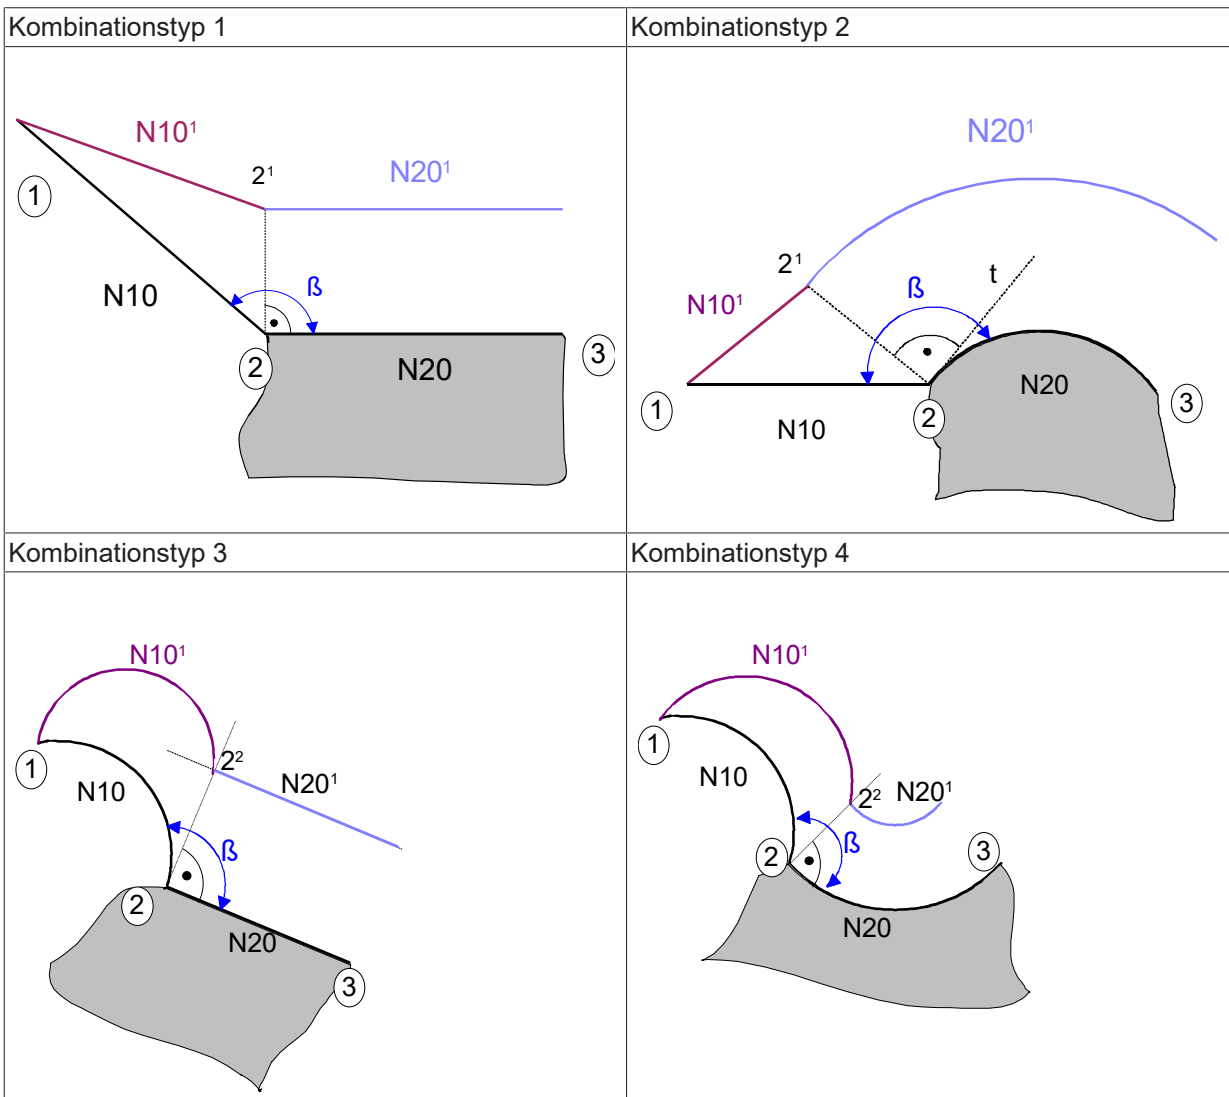 Kombinationstyp 1
N10¹
2¹
N20¹
1
ß
N10
2
N20
3
Kombinationstyp 2
N20¹
2¹
t
ß
N10¹
N20
1
2
3
N10
Kombinationstyp 3
N10¹
1
2²
N20¹
N10
ß
2
N20
3
Kombinationstyp 4
N10¹
1
N10
2²
N20¹
ß
2
3
N20